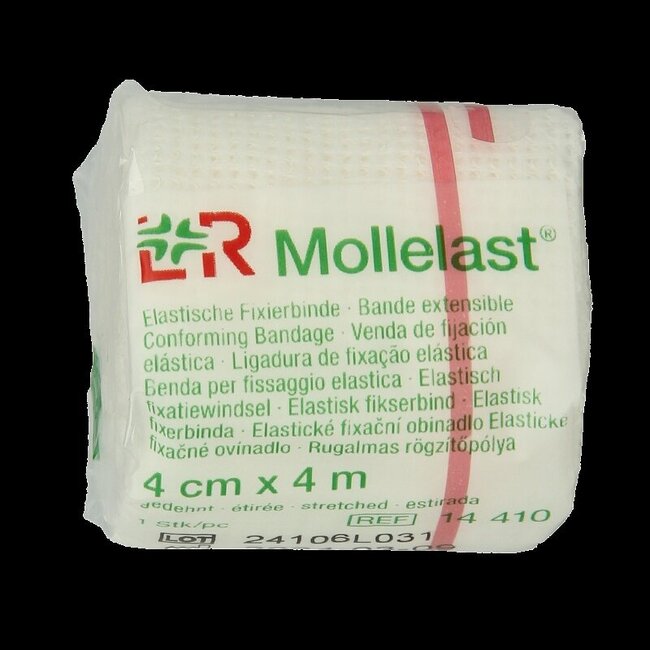 L&R Mollelast®
Elastische Fixierbinde · Bande extensible
Conforming Bandage · Venda de fijación
elástica · Ligadura de fixação elástica
Benda per fissaggio elastica · Elastisch
fixatiewindsel · Elastisk fikserbind · Elastisk
fixerbinda · Elastické fixační obinadlo Elastické
fixačné ovínadlo · Rugalmas rögzítőpólya
4 cm x 4 m
gedehnt · étirée · stretched · estirada
1 Stk/pc REF 14 410
LOT 24106L031